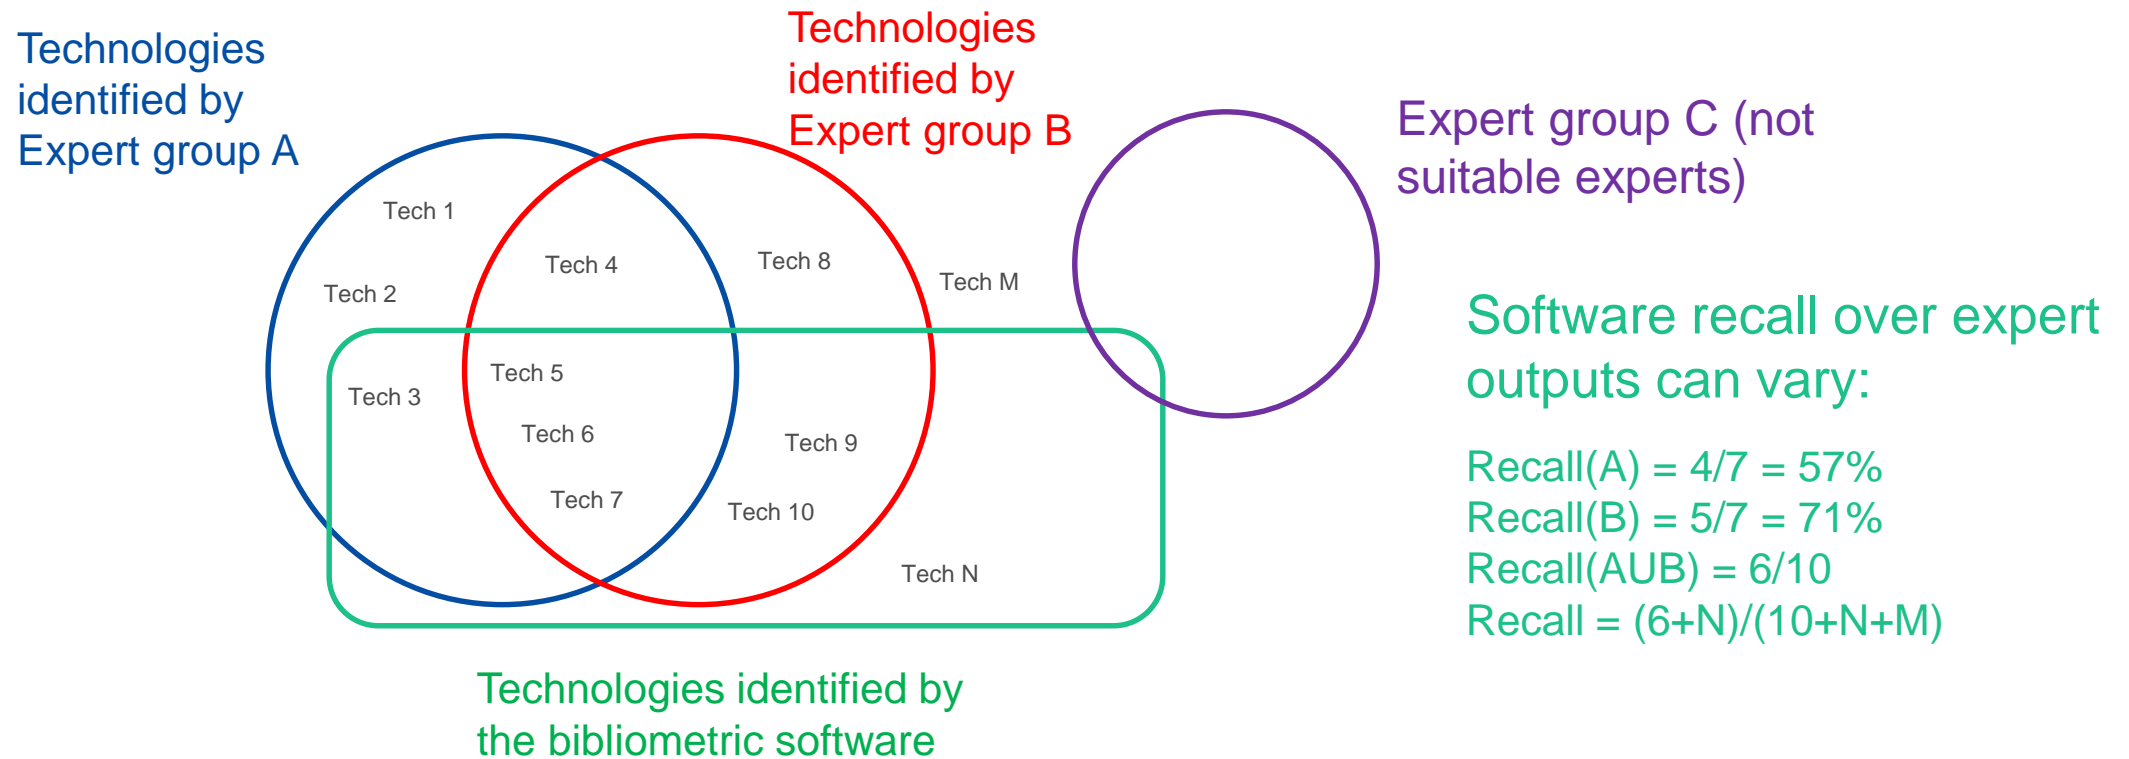 Technologies
identified by
Expert group A
Technologies
identified by
Expert group B
Expert group C (not
suitable experts)
Tech 1
Tech 2
Tech 3
Tech 4
Tech 5
Tech 6
Tech 7
Tech 8
Tech 9
Tech 10
Tech M
Tech N
Software recall over expert
outputs can vary:
Recall(A) = 4/7 = 57%
Recall(B) = 5/7 = 71%
Recall(AUB) = 6/10
Recall = (6+N)/(10+N+M)
Technologies identified by
the bibliometric software